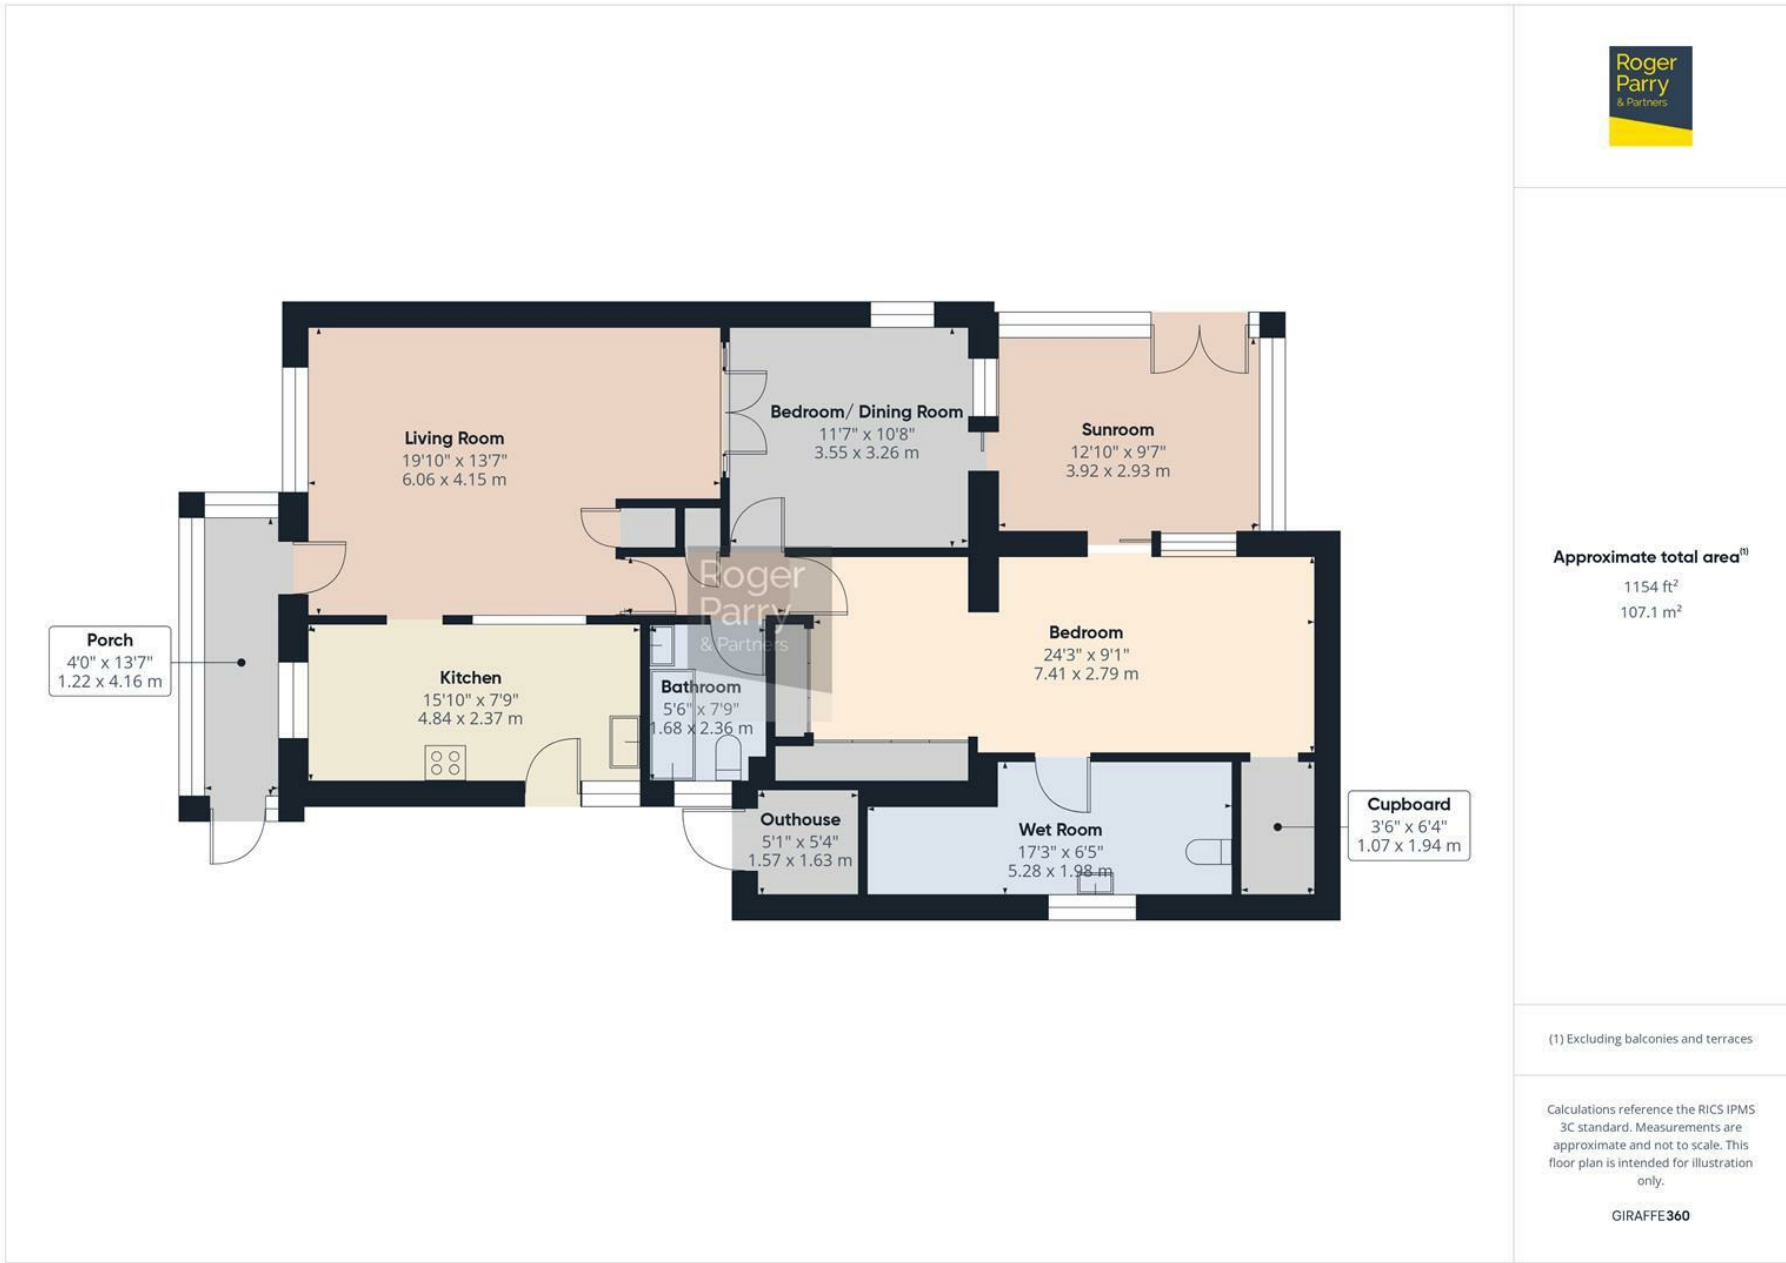 Roger
Parry
& Partners
Living Room
19'10" x 13'7"
6.06 x 4.15 m
Bedroom/ Dining Room
11'7" x 10'8"
3.55 x 3.26 m
Sunroom
12'10" x 9'7"
3.92 x 2.93 m
Porch
4'0" x 13'7"
1.22 x 4.16 m
Kitchen
15'10" x 7'9"
4.84 x 2.37 m
Roger
Parry
& Partners
Bathroom
5'6" x 7'9"
1.68 x 2.36 m
Bedroom
24'3" x 9'1"
7.41 x 2.79 m
Outhouse
5'1" x 5'4"
1.57 x 1.63 m
Wet Room
17'3" x 6'5"
5.28 x 1.98 m
Cupboard
3'6" x 6'4"
1.07 x 1.94 m
Approximate total area(1)
1154 ft²
107.1 m²
(1) Excluding balconies and terraces
Calculations reference the RICS IPMS
3C standard. Measurements are
approximate and not to scale. This
floor plan is intended for illustration
only.
GIRAFFE360